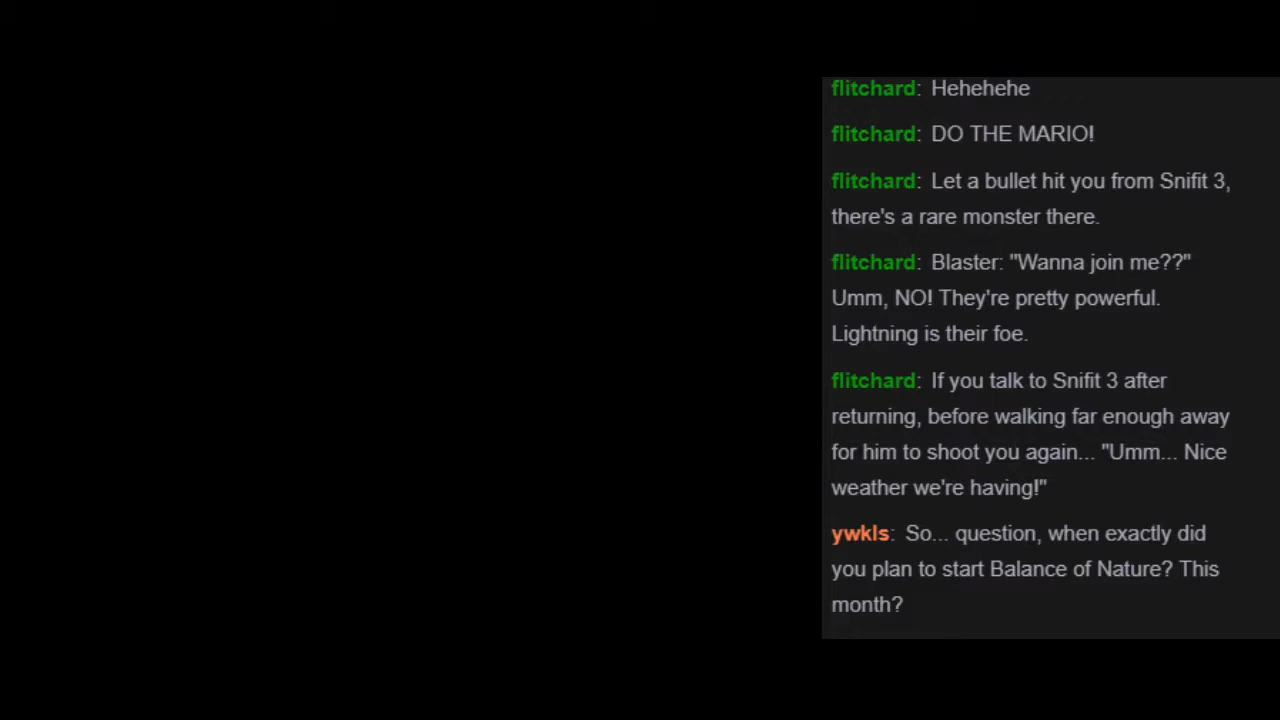 flitchard: Hehehehe
flitchard: DO THE MARIO!
flitchard: Let a bullet hit you from Snifit 3,
there's a rare monster there.
flitchard: Blaster: "Wanna join me??"
Umm, NO! They're pretty powerful.
Lightning is their foe.
flitchard: If you talk to Snifit 3 after
returning, before walking far enough away
for him to shoot you again... "Umm... Nice
weather we're having!"
ywkls: So... question, when exactly did
you plan to start Balance of Nature? This
month?